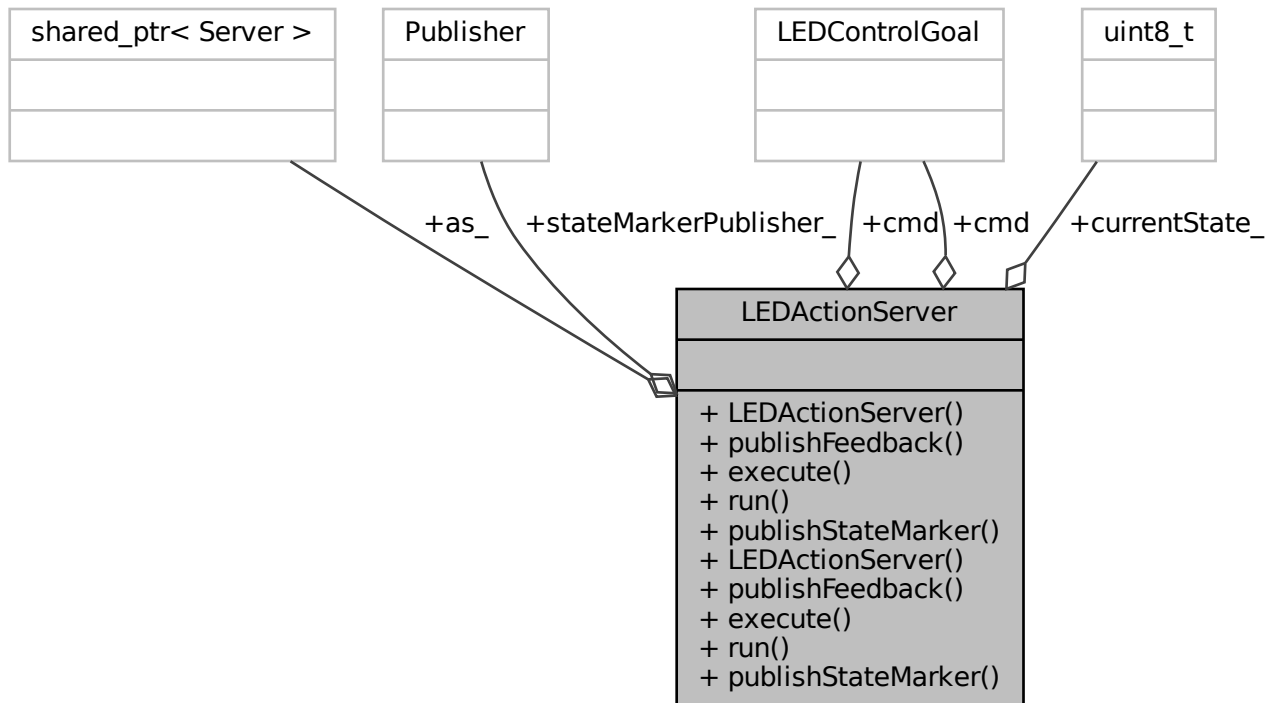 shared_ptr< Server >
Publisher
LEDControlGoal
uint8_t
+as_
+stateMarkerPublisher_
+cmd
+cmd
+currentState_
LEDActionServer
+ LEDActionServer()
+ publishFeedback()
+ execute()
+ run()
+ publishStateMarker()
+ LEDActionServer()
+ publishFeedback()
+ execute()
+ run()
+ publishStateMarker()